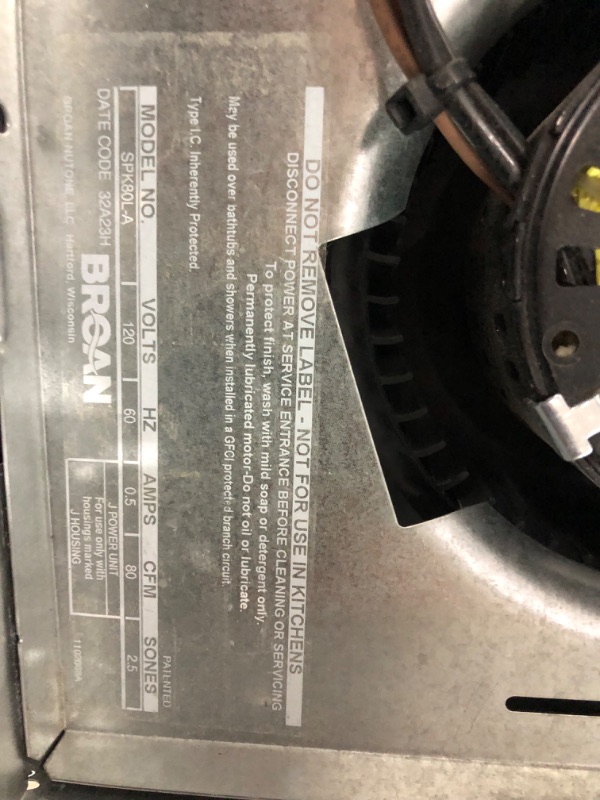 DO NOT REMOVE LABEL - NOT FOR USE IN KITCHENS
DISCONNECT POWER AT SERVICE ENTRANCE BEFORE CLEANING OR SERVICING
To protect finish, wash with mild soap or detergent only.
Permanently lubricated motor-Do not oil or lubricate.
May be used over bathtubs and showers when installed in a GFCI protected branch circuit.
Type I.C. Inherently Protected.
PATENTED
MODEL NO. VOLTS HZ AMPS CFM SONES
SPK80L-A 120 60 0.5 80 2.5
DATE CODE 32A23H
BROAN
BROAN-NUTONE LLC Hartford, Wisconsin
J POWER UNIT
For use only with
housings marked
J HOUSING